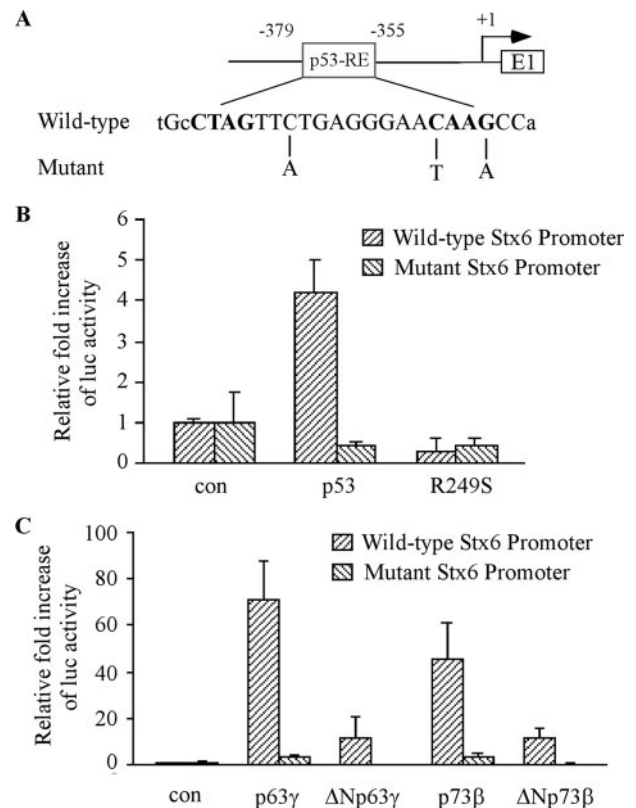 A
-379 -355 +1
p53-RE E1
Wild-type tGcCTAGTTCTGAGGGAACAAGCCa
Mutant A T A
B
Relative fold increase
of luc activity
6
5
4
3
2
1
0
Wild-type Stx6 Promoter
Mutant Stx6 Promoter
con p53 R249S
C
Relative fold increase
of luc activity
100
80
60
40
20
0
Wild-type Stx6 Promoter
Mutant Stx6 Promoter
con p63γ ΔNp63γ p73β ΔNp73β